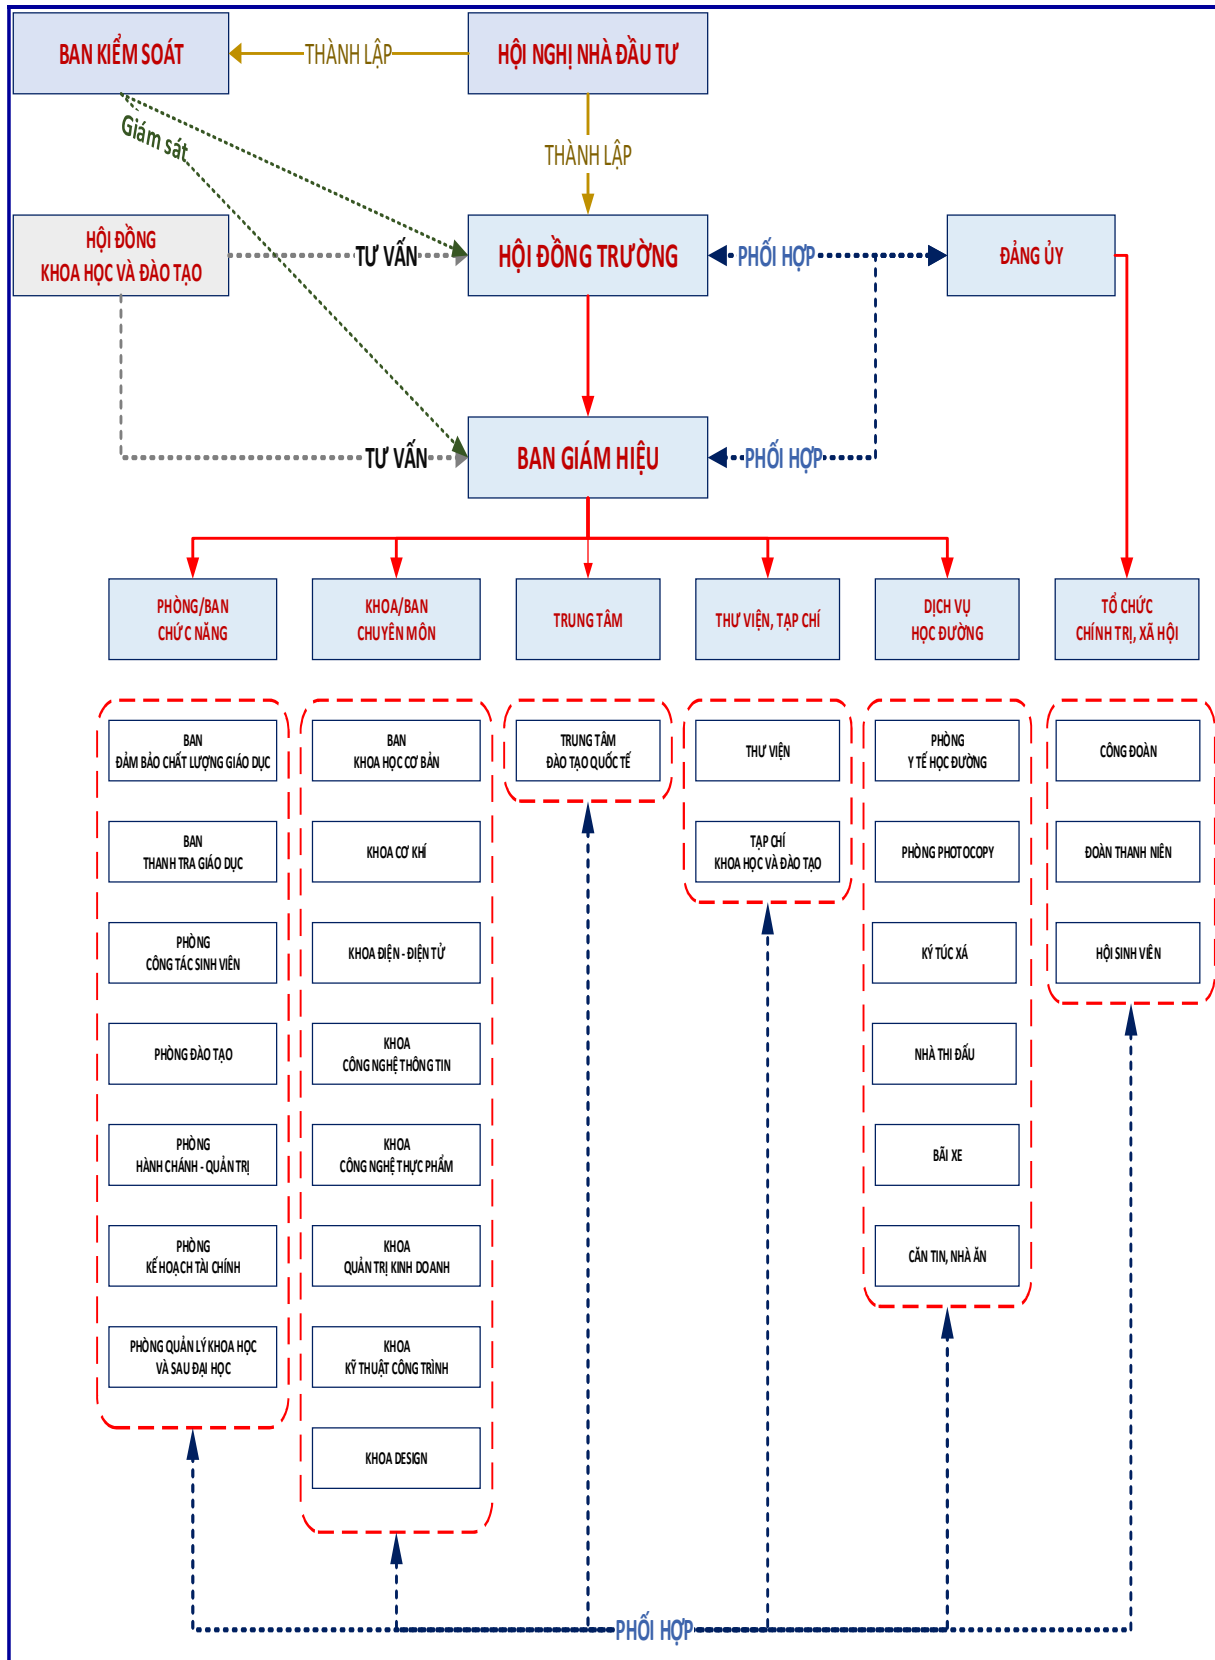 BAN KIỂM SOÁT
THÀNH LẬP
HỘI NGHỊ NHÀ ĐẦU TƯ
Giám sát
THÀNH LẬP
HỘI ĐỒNG
KHOA HỌC VÀ ĐÀO TẠO
TƯ VẤN
HỘI ĐỒNG TRƯỜNG
PHỐI HỢP
ĐẢNG ỦY
TƯ VẤN
BAN GIÁM HIỆU
PHỐI HỢP
PHÒNG/BAN
CHỨC NĂNG
KHOA/BAN
CHUYÊN MÔN
TRUNG TÂM
THƯ VIỆN, TẠP CHÍ
DỊCH VỤ
HỌC ĐƯỜNG
TỔ CHỨC
CHÍNH TRỊ, XÃ HỘI
BAN
ĐẢM BẢO CHẤT LƯỢNG GIÁO DỤC
BAN
THANH TRA GIÁO DỤC
PHÒNG
CÔNG TÁC SINH VIÊN
PHÒNG ĐÀO TẠO
PHÒNG
HÀNH CHÁNH - QUẢN TRỊ
PHÒNG
KẾ HOẠCH TÀI CHÍNH
PHÒNG QUẢN LÝ KHOA HỌC
VÀ SAU ĐẠI HỌC
BAN
KHOA HỌC CƠ BẢN
KHOA CƠ KHÍ
KHOA ĐIỆN - ĐIỆN TỬ
KHOA
CÔNG NGHỆ THÔNG TIN
KHOA
CÔNG NGHỆ THỰC PHẨM
KHOA
QUẢN TRỊ KINH DOANH
KHOA
KỸ THUẬT CÔNG TRÌNH
KHOA DESIGN
TRUNG TÂM
ĐÀO TẠO QUỐC TẾ
THƯ VIỆN
TẠP CHÍ
KHOA HỌC VÀ ĐÀO TẠO
PHÒNG
Y TẾ HỌC ĐƯỜNG
PHÒNG PHOTOCOPY
KÝ TÚC XÁ
NHÀ THI ĐẤU
BÃI XE
CĂN TIN, NHÀ ĂN
CÔNG ĐOÀN
ĐOÀN THANH NIÊN
HỘI SINH VIÊN
PHỐI HỢP